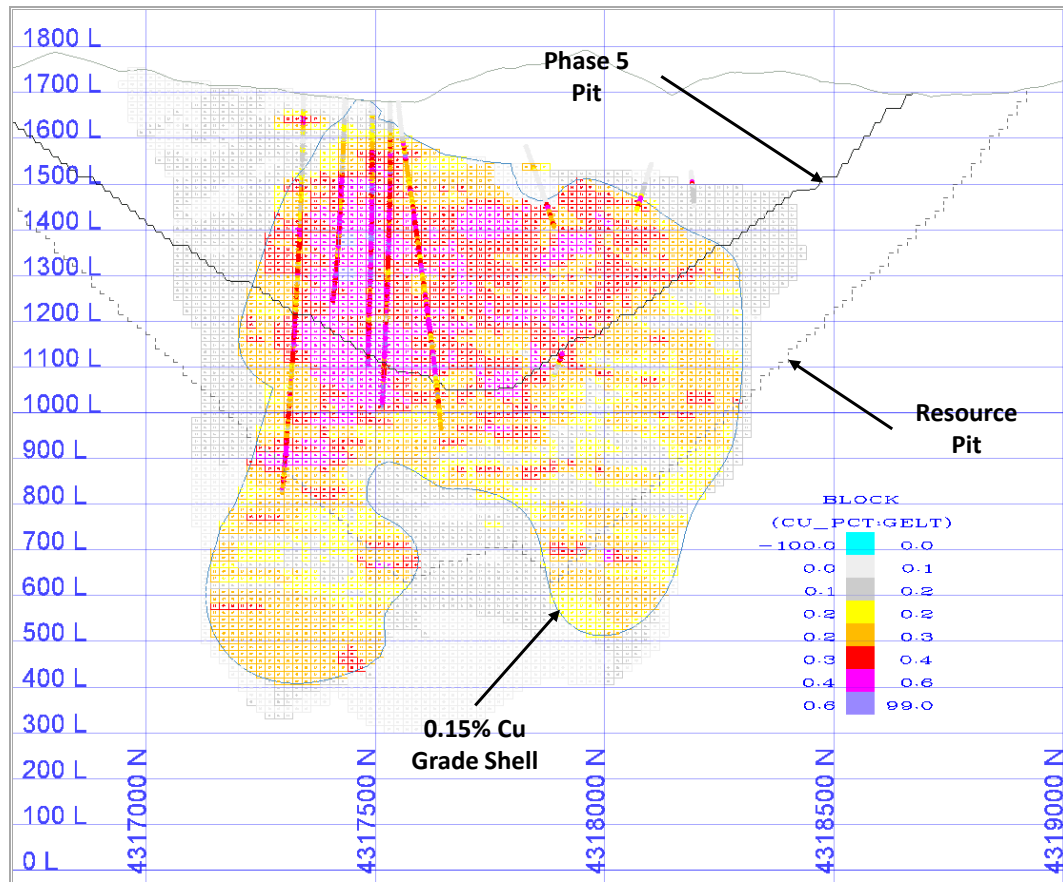 1800 L
Phase 5
Pit
1700 L
1600 L
1500 L
1400 L
1300 L
1200 L
1100 L
1000 L
Resource
Pit
900 L
800 L
BLOCK
(CU_PCT:GELT)
700 L
-100.0 0.0
0.0 0.1
600 L
0.1 0.2
0.2 0.2
500 L
0.2 0.3
0.3 0.4
400 L
0.4 0.6
0.6 99.0
300 L
0.15% Cu
Grade Shell
200 L
100 L
0 L
4317000 N
4317500 N
4318000 N
4318500 N
4319000 N